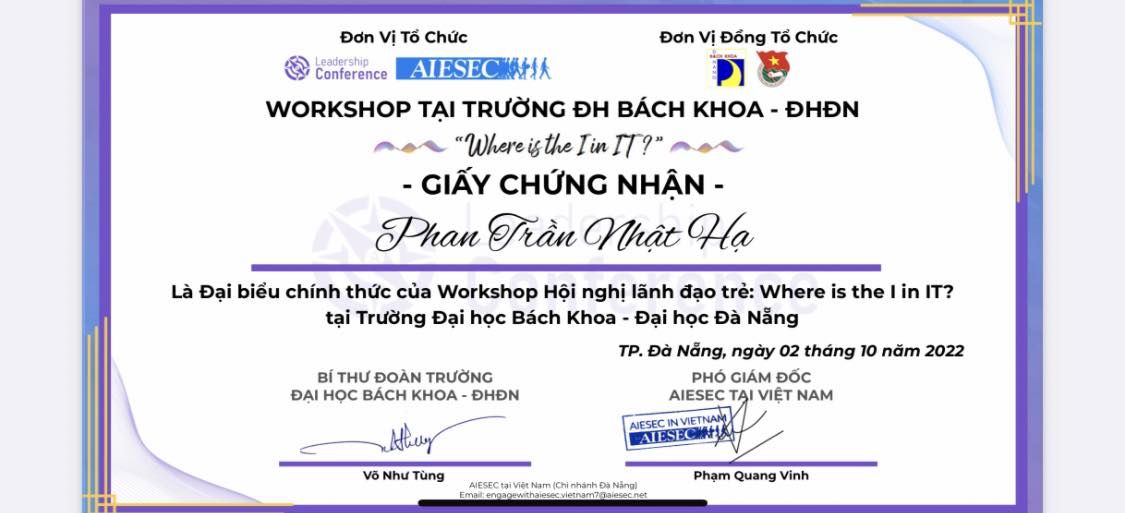 Đơn Vị Tổ Chức
Đơn Vị Đồng Tổ Chức
Leadership
Conference
AIESEC
BÁCH KHOA
DANANG
WORKSHOP TẠI TRƯỜNG ĐH BÁCH KHOA - ĐHĐN
“Where is the I in IT?”
- GIẤY CHỨNG NHẬN -
Leadership
Conference
Phan Trần Nhật Hạ
Là Đại biểu chính thức của Workshop Hội nghị lãnh đạo trẻ: Where is the I in IT?
tại Trường Đại học Bách Khoa - Đại học Đà Nẵng
TP. Đà Nẵng, ngày 02 tháng 10 năm 2022
BÍ THƯ ĐOÀN TRƯỜNG
ĐẠI HỌC BÁCH KHOA - ĐHĐN
PHÓ GIÁM ĐỐC
AIESEC TẠI VIỆT NAM
AIESEC IN VIETNAM
AIESEC
Võ Như Tùng
Phạm Quang Vinh
AIESEC tại Việt Nam (Chi nhánh Đà Nẵng)
Email: engagewithaiesec.vietnam7@aiesec.net